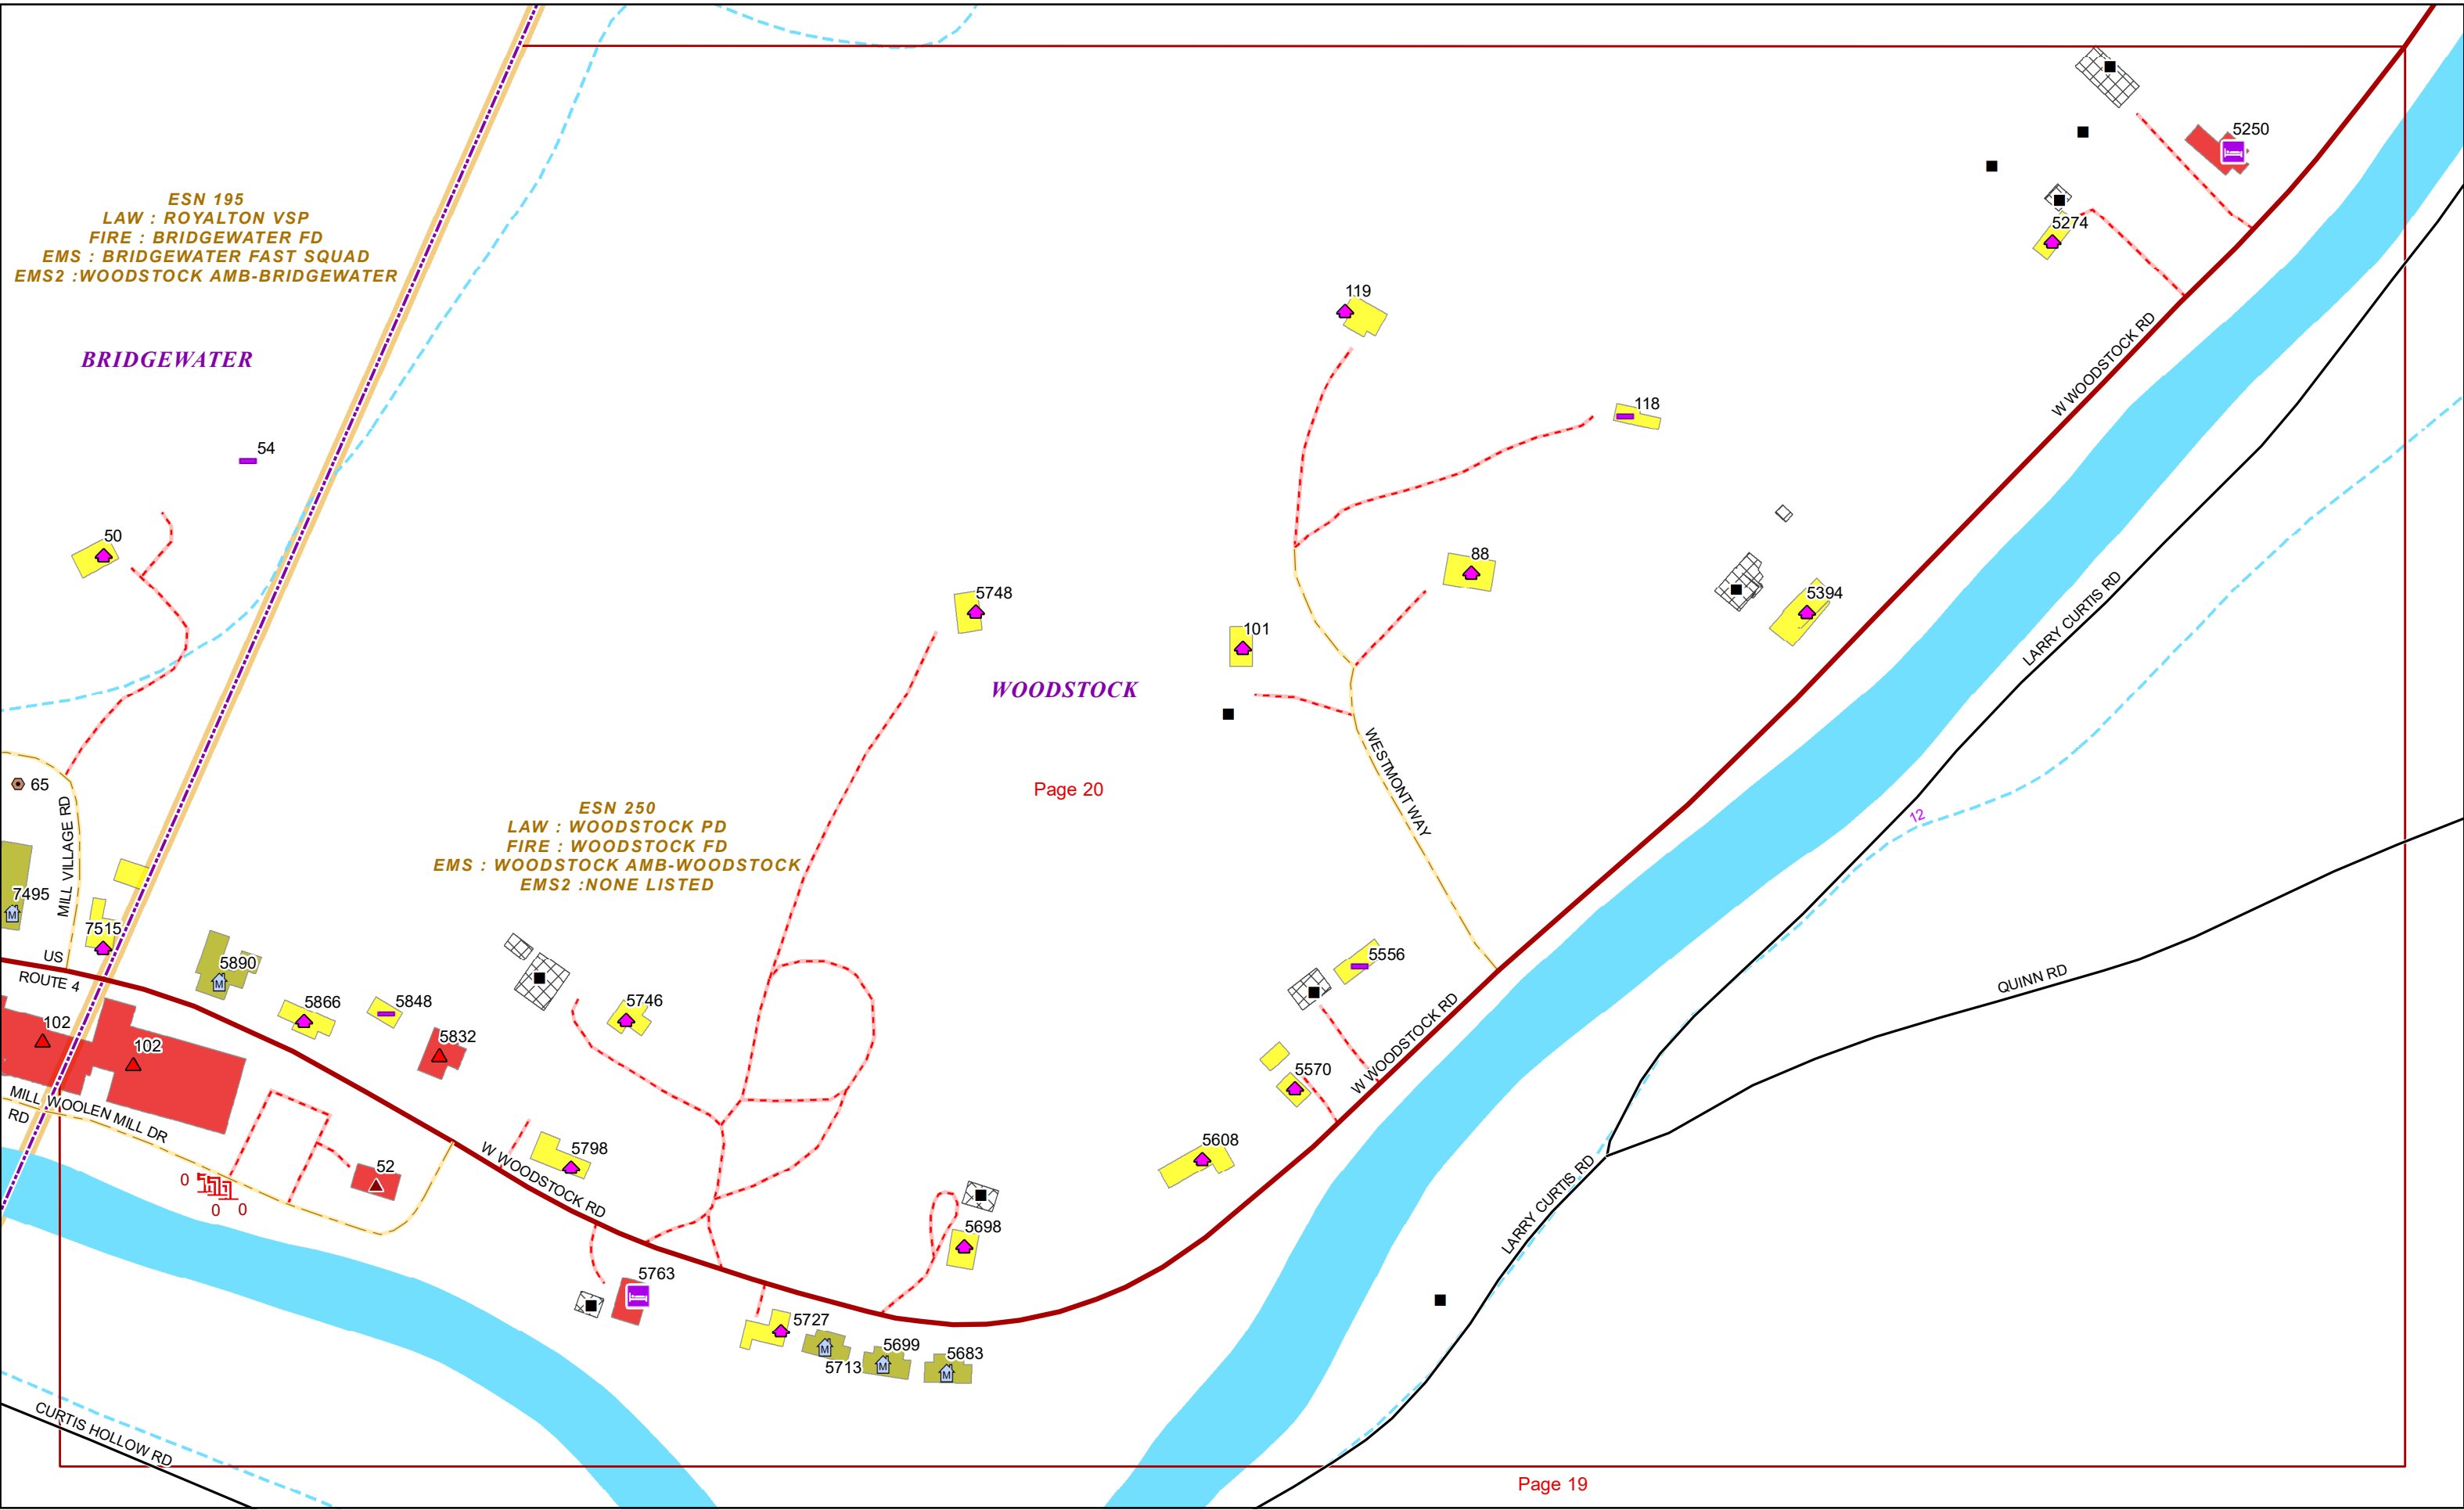 5250
ESN 195
LAW : ROYALTON VSP
FIRE : BRIDGEWATER FD
EMS : BRIDGEWATER FAST SQUAD
EMS2 :WOODSTOCK AMB-BRIDGEWATER
5274
119
W WOODSTOCK RD
BRIDGEWATER
118
54
50
88
5748
5394
101
LARRY CURTIS RD
WOODSTOCK
WESTMONT WAY
65
Page 20
MILL VILLAGE RD
ESN 250
LAW : WOODSTOCK PD
FIRE : WOODSTOCK FD
EMS : WOODSTOCK AMB-WOODSTOCK
EMS2 :NONE LISTED
12
7495
7515
US
ROUTE 4
5890
5556
QUINN RD
5866
5848
5746
102
102
5832
W WOODSTOCK RD
5570
MILL
RD
WOOLEN MILL DR
5798
5608
52
W WOODSTOCK RD
0
0
0
LARRY CURTIS RD
5698
5763
5727
5713
5699
5683
CURTIS HOLLOW RD
Page 19